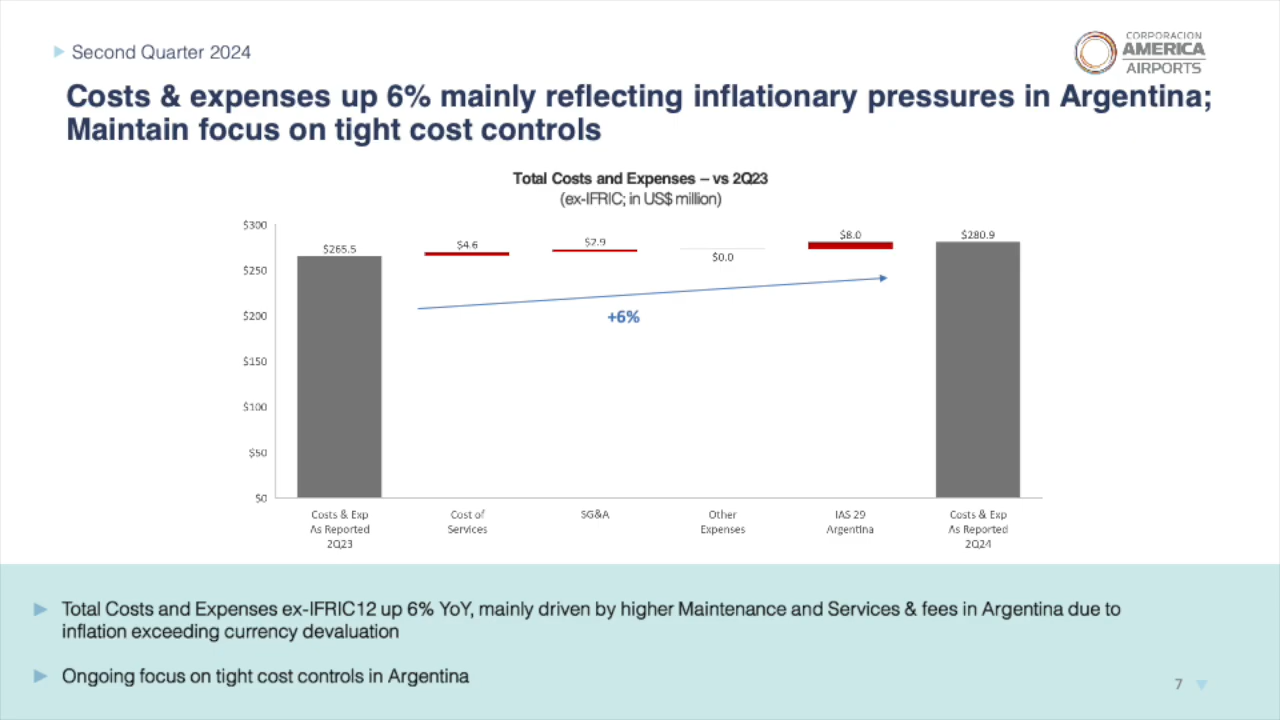 Second Quarter 2024
CORPORACION
AMERICA
AIRPORTS
Costs & expenses up 6% mainly reflecting inflationary pressures in Argentina;
Maintain focus on tight cost controls
Total Costs and Expenses – vs 2Q23
(ex-IFRIC; in US$ million)
$300
$250
$200
$150
$100
$50
$0
$265.5
$4.6
$2.9
$0.0
$8.0
$280.9
+6%
Costs & Exp
As Reported
2Q23
Cost of
Services
SG&A
Other
Expenses
IAS 29
Argentina
Costs & Exp
As Reported
2Q24
Total Costs and Expenses ex-IFRIC12 up 6% YoY, mainly driven by higher Maintenance and Services & fees in Argentina due to
inflation exceeding currency devaluation
Ongoing focus on tight cost controls in Argentina
7